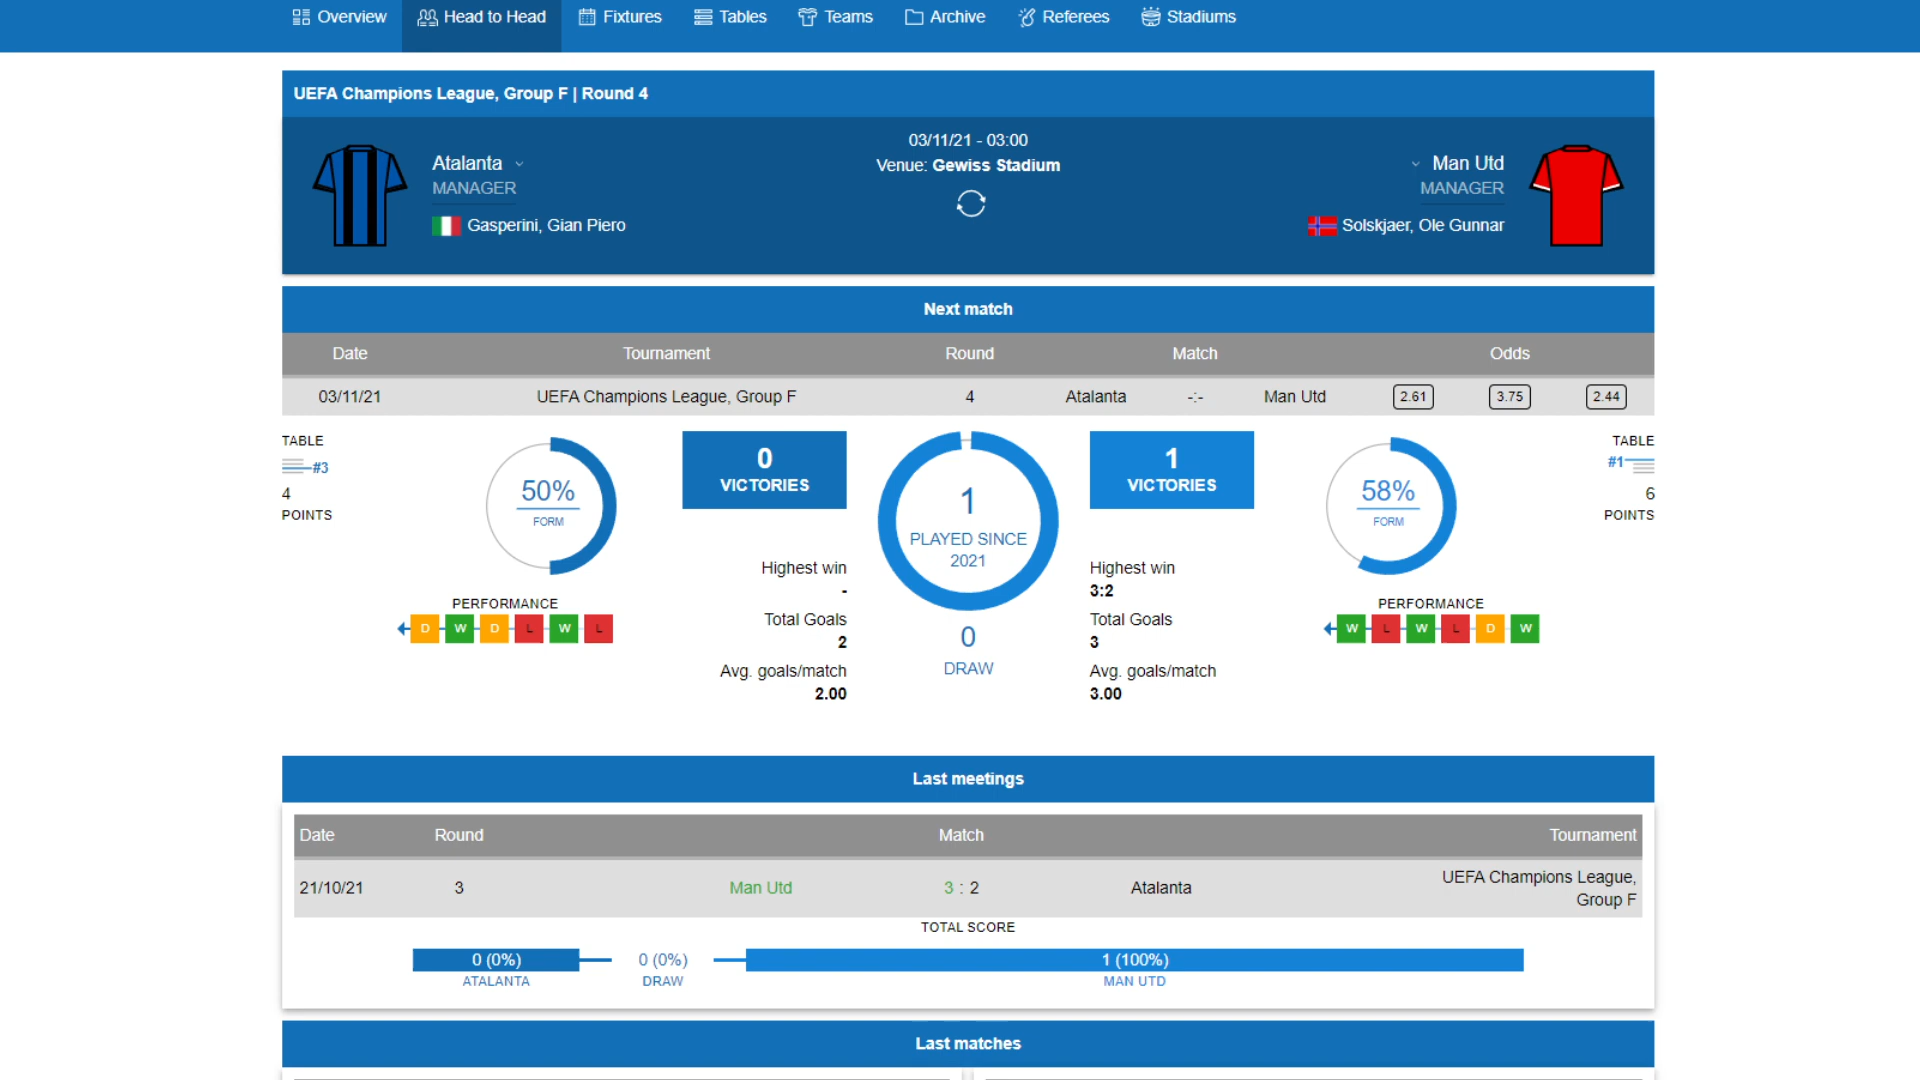 Overview Head to Head Fixtures Tables Teams Archive Referees Stadiums
UEFA Champions League, Group F | Round 4
Atalanta
MANAGER
Gasperini, Gian Piero
03/11/21 - 03:00
Venue: Gewiss Stadium
Man Utd
MANAGER
Solskjaer, Ole Gunnar
Next match
Date Tournament Round Match Odds
03/11/21 UEFA Champions League, Group F 4 Atalanta -:- Man Utd 2.61 3.75 2.44
TABLE
#3
4
POINTS
50%
FORM
PERFORMANCE
D W D L W L
0
VICTORIES
Highest win
-
Total Goals
2
Avg. goals/match
2.00
1
PLAYED SINCE
2021
0
DRAW
1
VICTORIES
Highest win
3:2
Total Goals
3
Avg. goals/match
3.00
58%
FORM
PERFORMANCE
W L W L D W
TABLE
#1
6
POINTS
Last meetings
Date Round Match Tournament
21/10/21 3 Man Utd 3 : 2 Atalanta UEFA Champions League,
Group F
TOTAL SCORE
0 (0%) 0 (0%) 1 (100%)
ATALANTA DRAW MAN UTD
Last matches